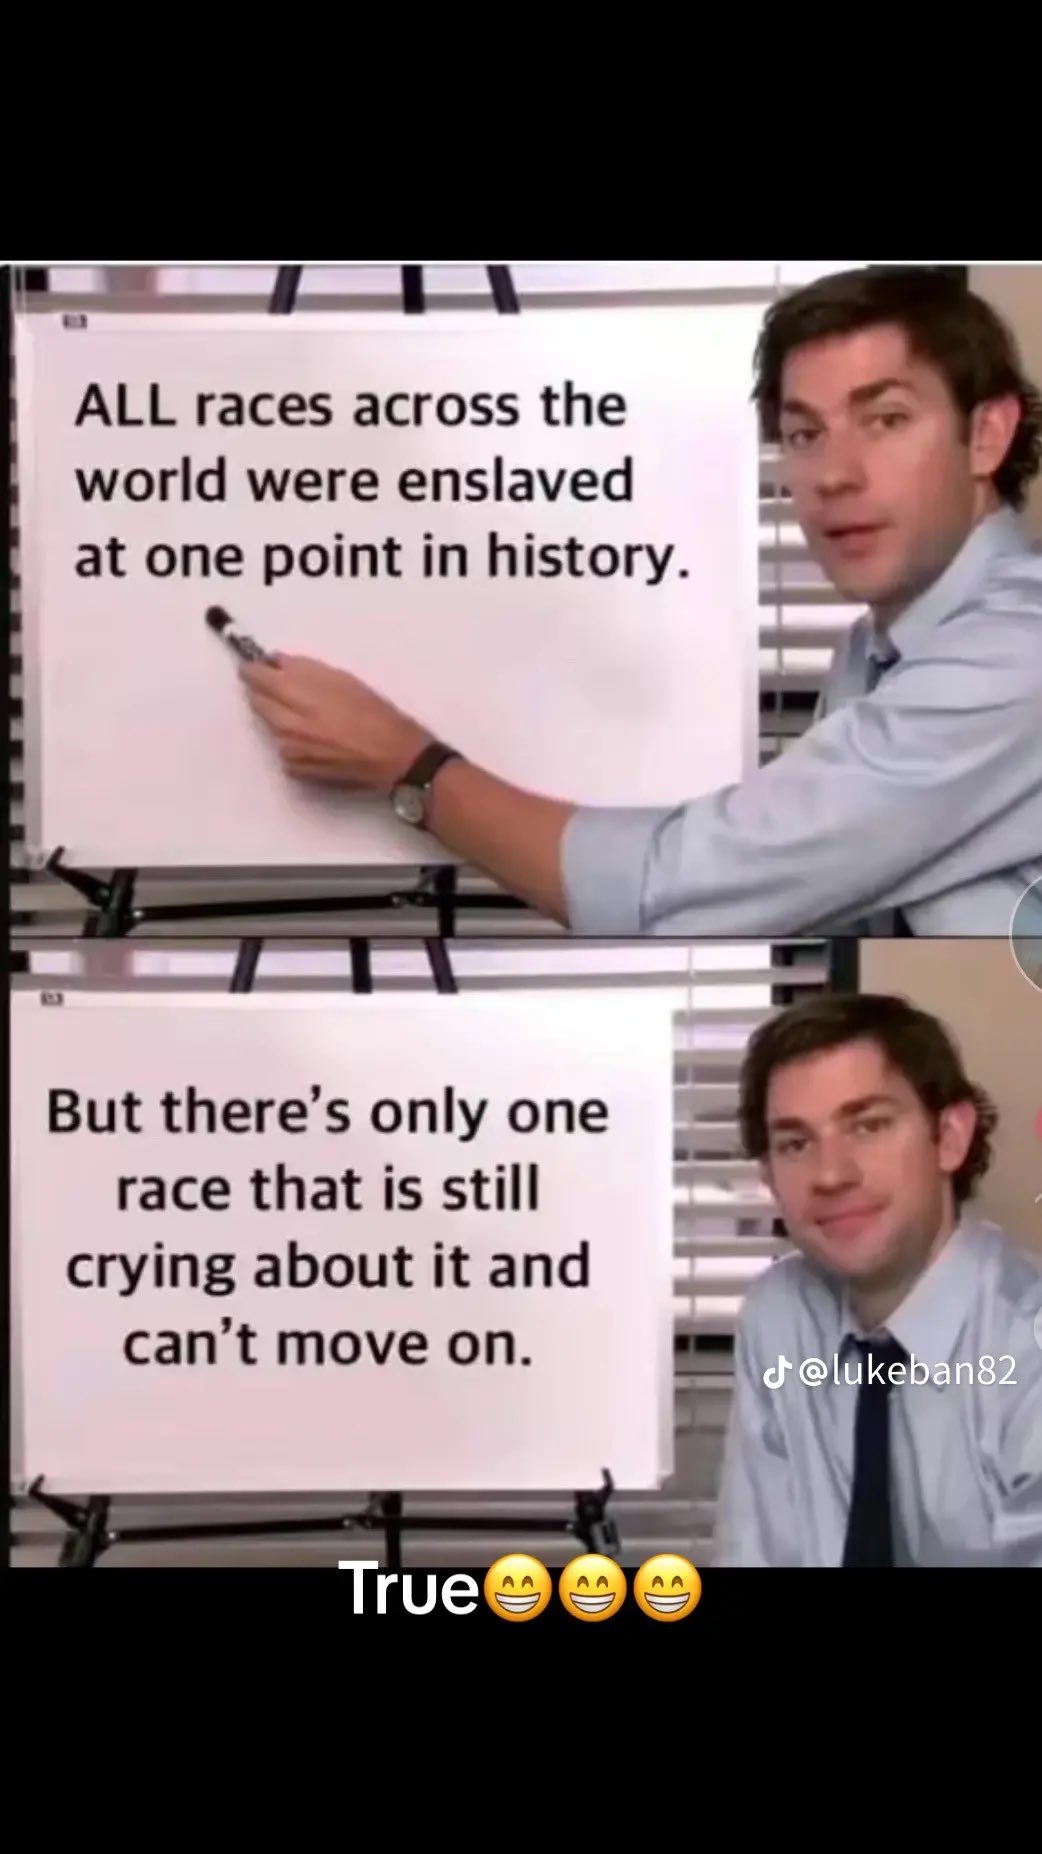 ALL races across the
world were enslaved
at one point in history.
But there's only one
race that is still
crying about it and
can't move on.
@lukeban82
True😁😁😁